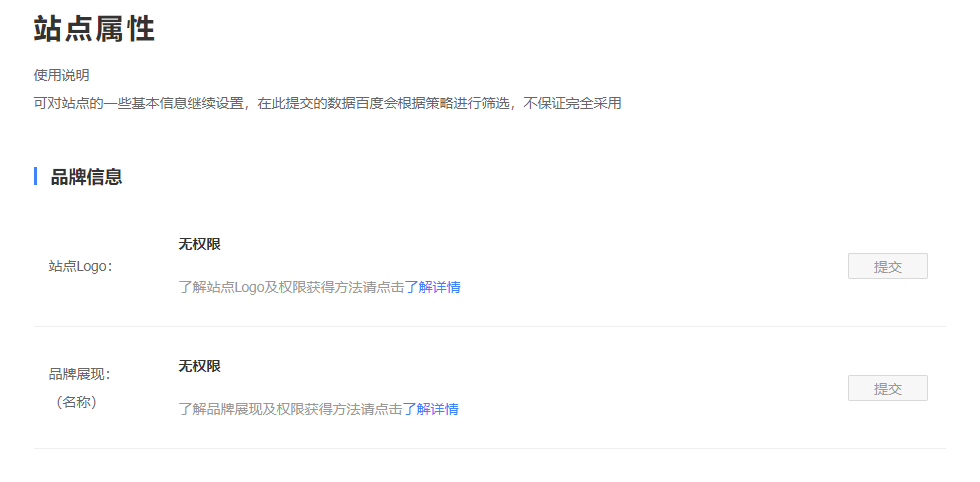 站点属性
使用说明
可对站点的一些基本信息继续设置，在此提交的数据百度会根据策略进行筛选，不保证完全采用
品牌信息
无权限
站点Logo：
提交
了解站点Logo及权限获得方法请点击了解详情
无权限
品牌展现：
（名称）
提交
了解品牌展现及权限获得方法请点击了解详情